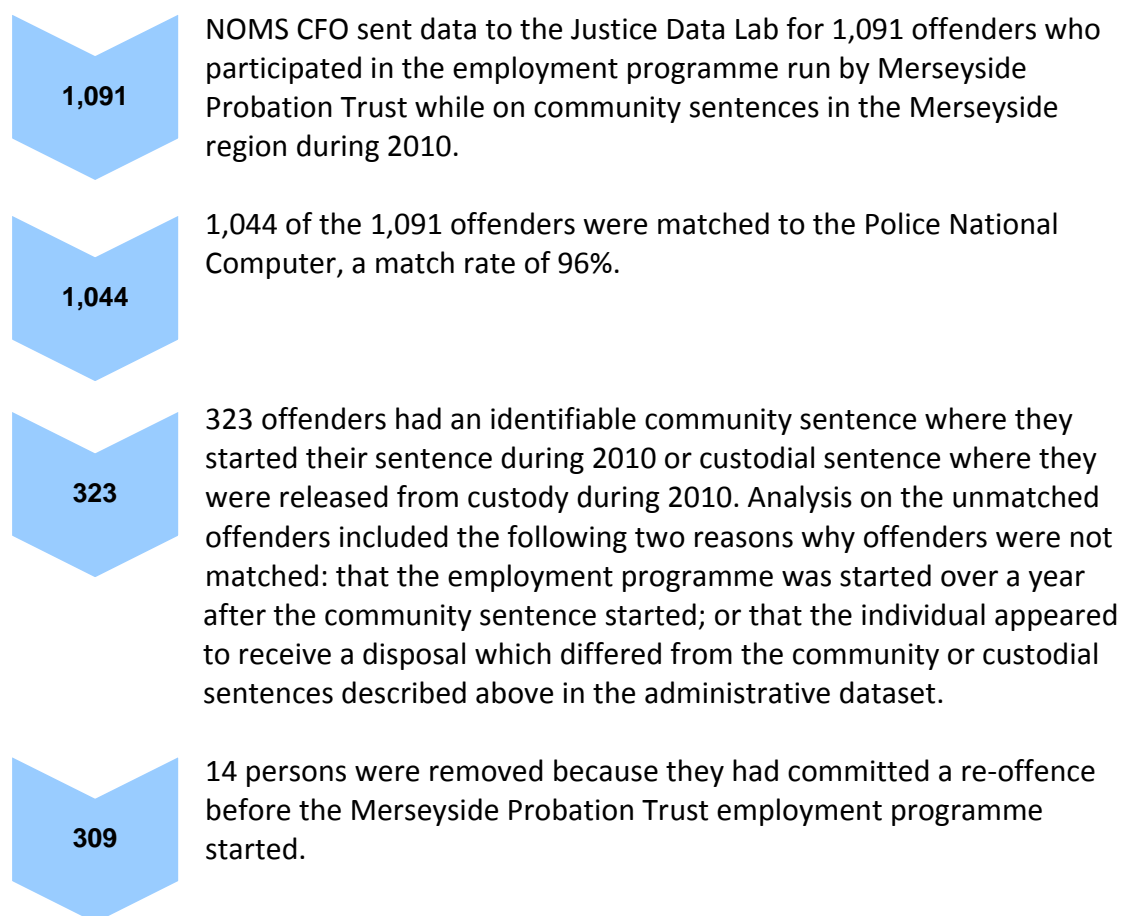 NOMS CFO sent data to the Justice Data Lab for 1,091 offenders who
participated in the employment programme run by Merseyside
1,091
Probation Trust while on community sentences in the Merseyside
region during 2010.
1,044 of the 1,091 offenders were matched to the Police National
Computer, a match rate of 96%.
1,044
323 offenders had an identifiable community sentence where they
started their sentence during 2010 or custodial sentence where they
323
were released from custody during 2010. Analysis on the unmatched
offenders included the following two reasons why offenders were not
matched: that the employment programme was started over a year
after the community sentence started; or that the individual appeared
to receive a disposal which differed from the community or custodial
sentences described above in the administrative dataset.
14 persons were removed because they had committed a re-offence
before the Merseyside Probation Trust employment programme
309
started.